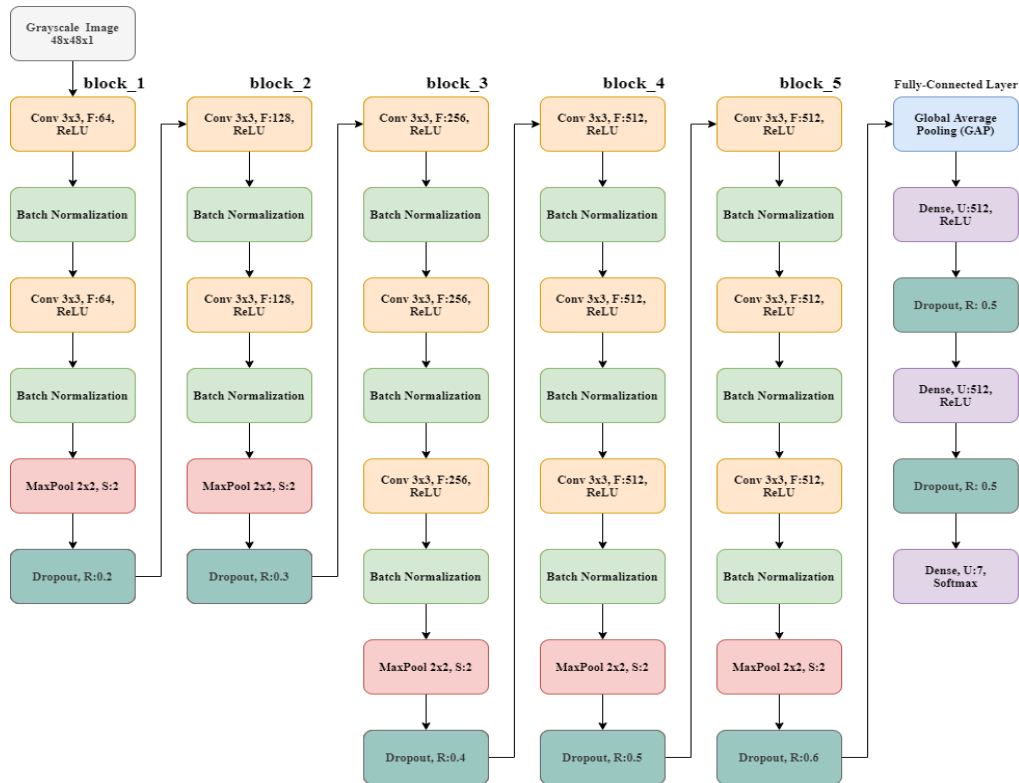 Grayscale Image
48x48x1
block_1
Conv 3x3, F:64,
ReLU
Batch Normalization
Conv 3x3, F:64,
ReLU
Batch Normalization
MaxPool 2x2, S:2
Dropout, R:0.2
block_2
Conv 3x3, F:128,
ReLU
Batch Normalization
Conv 3x3, F:128,
ReLU
Batch Normalization
MaxPool 2x2, S:2
Dropout, R:0.3
block_3
Conv 3x3, F:256,
ReLU
Batch Normalization
Conv 3x3, F:256,
ReLU
Batch Normalization
Conv 3x3, F:256,
ReLU
Batch Normalization
MaxPool 2x2, S:2
Dropout, R:0.4
block_4
Conv 3x3, F:512,
ReLU
Batch Normalization
Conv 3x3, F:512,
ReLU
Batch Normalization
Conv 3x3, F:512,
ReLU
Batch Normalization
MaxPool 2x2, S:2
Dropout, R:0.5
block_5
Conv 3x3, F:512,
ReLU
Batch Normalization
Conv 3x3, F:512,
ReLU
Batch Normalization
Conv 3x3, F:512,
ReLU
Batch Normalization
MaxPool 2x2, S:2
Dropout, R:0.6
Fully-Connected Layer
Global Average
Pooling (GAP)
Dense, U:512,
ReLU
Dropout, R: 0.5
Dense, U:512,
ReLU
Dropout, R: 0.5
Dense, U:7,
Softmax